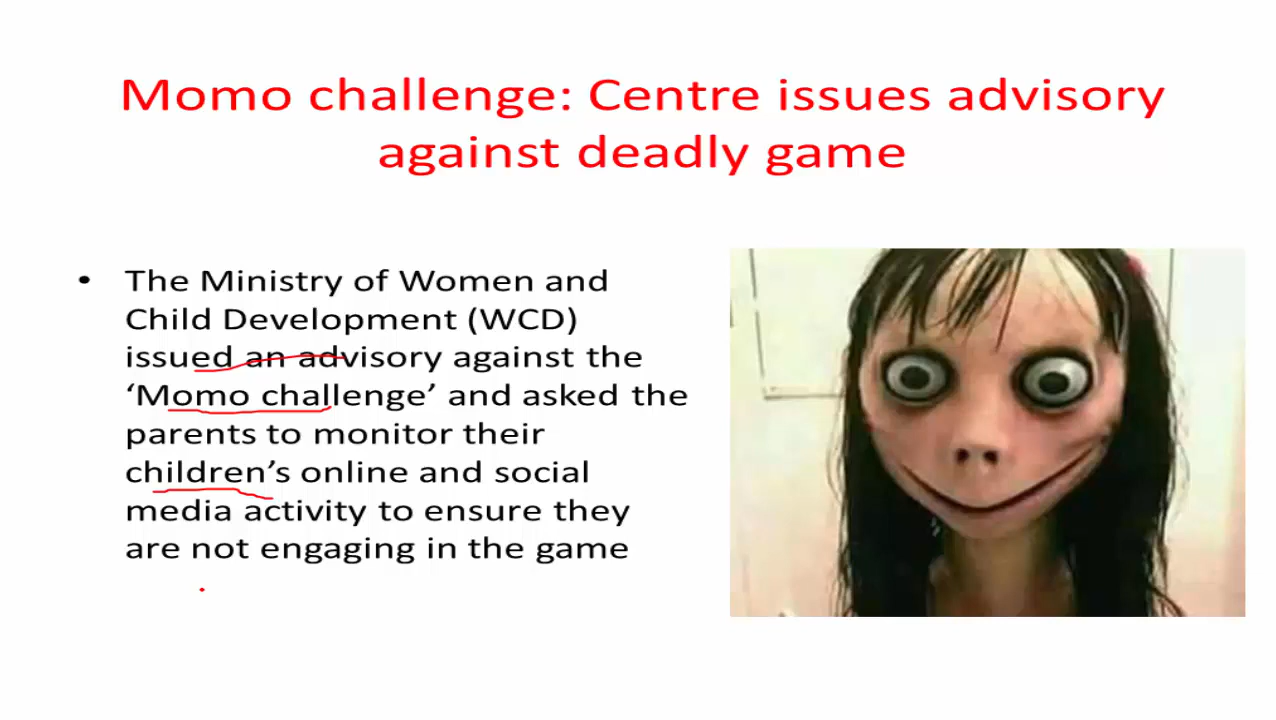 Momo challenge: Centre issues advisory
against deadly game
• The Ministry of Women and
Child Development (WCD)
issued an advisory against the
‘Momo challenge’ and asked the
parents to monitor their
children’s online and social
media activity to ensure they
are not engaging in the game